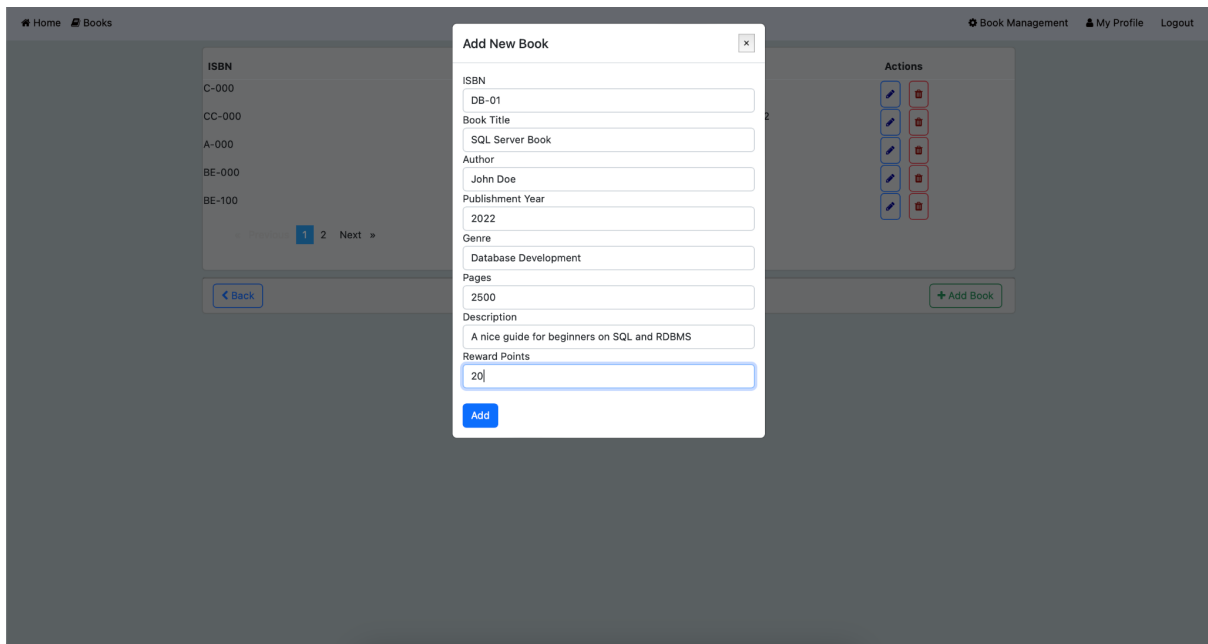 Home Books Book Management My Profile Logout
Add New Book
×
ISBN
Actions
C-000
CC-000
2
A-000
BE-000
BE-100
« Previous 1 2 Next »
Back
+ Add Book
ISBN
DB-01
Book Title
SQL Server Book
Author
John Doe
Publishment Year
2022
Genre
Database Development
Pages
2500
Description
A nice guide for beginners on SQL and RDBMS
Reward Points
20
Add